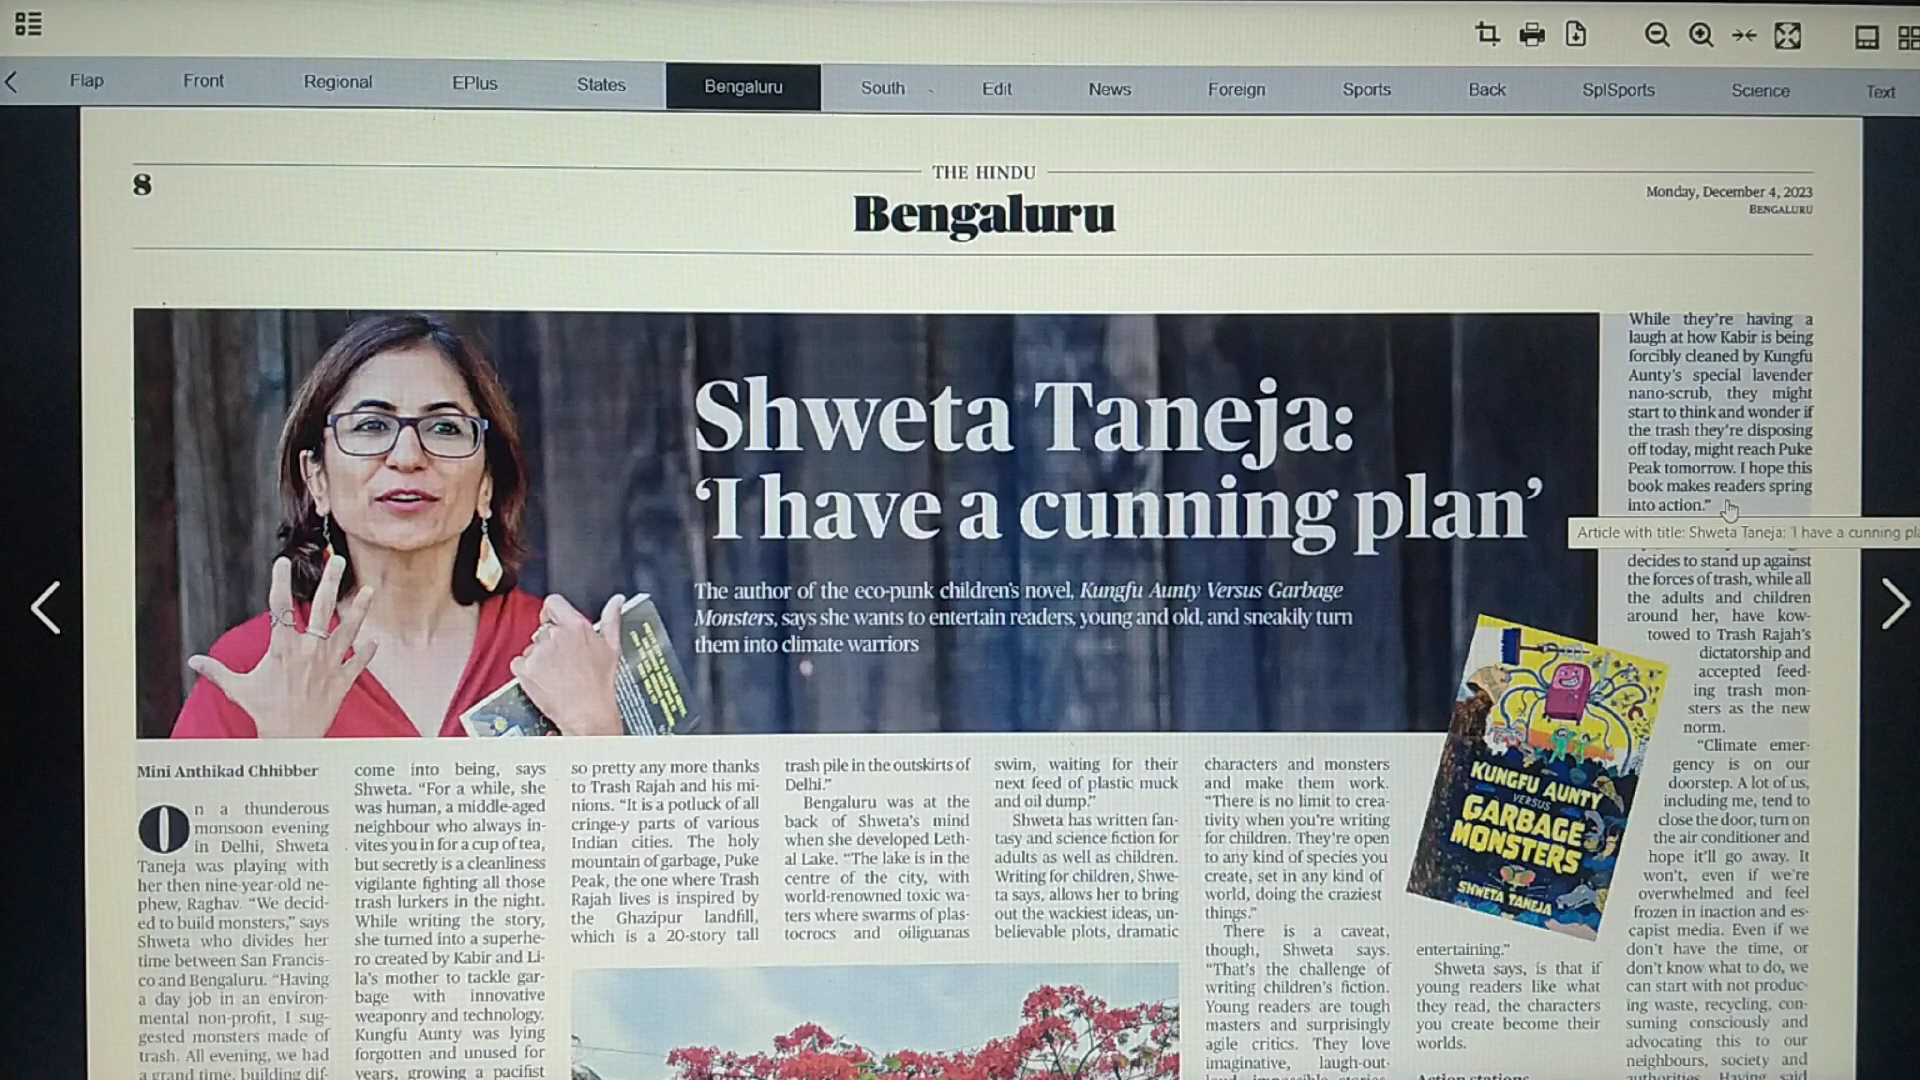 Flap Front Regional EPlus States Bengaluru South Edit News Foreign Sports Back SplSports Science Text
8
THE HINDU
Bengaluru
Monday, December 4, 2023
BENGALURU
Shweta Taneja:
‘I have a cunning plan’
The author of the eco-punk children's novel, Kungfu Aunty Versus Garbage
Monsters, says she wants to entertain readers, young and old, and sneakily turn
them into climate warriors
Mini Anthikad Chhibber
On a thunderous
monsoon evening
in Delhi, Shweta
Taneja was playing with
her then nine-year-old ne-
phew, Raghav. “We decid-
ed to build monsters,” says
Shweta who divides her
time between San Francis-
co and Bengaluru. “Having
a day job in an environ-
mental non-profit, I sug-
gested monsters made of
trash. All evening, we had
a grand time, building dif-
come into being, says
Shweta. “For a while, she
was human, a middle-aged
neighbour who always in-
vites you in for a cup of tea,
but secretly is a cleanliness
vigilante fighting all those
trash lurkers in the night.
While writing the story,
she turned into a superhe-
ro created by Kabir and Li-
la's mother to tackle gar-
bage with innovative
weaponry and technology.
Kungfu Aunty was lying
forgotten and unused for
years, growing a pacifist
so pretty any more thanks
to Trash Rajah and his mi-
nions. “It is a potluck of all
cringe-y parts of various
Indian cities. The holy
mountain of garbage, Puke
Peak, the one where Trash
Rajah lives is inspired by
the Ghazipur landfill,
which is a 20-story tall
trash pile in the outskirts of
Delhi.”
Bengaluru was at the
back of Shweta's mind
when she developed Leth-
al Lake. “The lake is in the
centre of the city, with
world-renowned toxic wa-
ters where swarms of plas-
tocrocs and oiliguanas
swim, waiting for their
next feed of plastic muck
and oil dump.”
Shweta has written fan-
tasy and science fiction for
adults as well as children.
Writing for children, Shwe-
ta says, allows her to bring
out the wackiest ideas, un-
believable plots, dramatic
characters and monsters
and make them work.
“There is no limit to crea-
tivity when you're writing
for children. They're open
to any kind of species you
create, set in any kind of
world, doing the craziest
things.”
There is a caveat,
though, Shweta says.
“That's the challenge of
writing children's fiction.
Young readers are tough
masters and surprisingly
agile critics. They love
imaginative, laugh-out-
KUNGFU AUNTY
VERSUS
GARBAGE
MONSTERS
SHWETA TANEJA
entertaining.”
Shweta says, is that if
young readers like what
they read, the characters
you create become their
worlds.
Action stations
While they're having a
laugh at how Kabir is being
forcibly cleaned by Kungfu
Aunty's special lavender
nano-scrub, they might
start to think and wonder if
the trash they're disposing
off today, might reach Puke
Peak tomorrow. I hope this
book makes readers spring
into action.”
Article with title: Shweta Taneja: 'I have a cunning pla
decides to stand up against
the forces of trash, while all
the adults and children
around her, have kow-
towed to Trash Rajah's
dictatorship and
accepted feed-
ing trash mon-
sters as the new
norm.
“Climate emer-
gency is on our
doorstep. A lot of us,
including me, tend to
close the door, turn on
the air conditioner and
hope it'll go away. It
won't, even if we're
overwhelmed and feel
frozen in inaction and es-
capist media. Even if we
don't have the time, or
don't know what to do, we
can start with not produc-
ing waste, recycling, con-
suming consciously and
advocating this to our
neighbours, society and
authorities. Having said